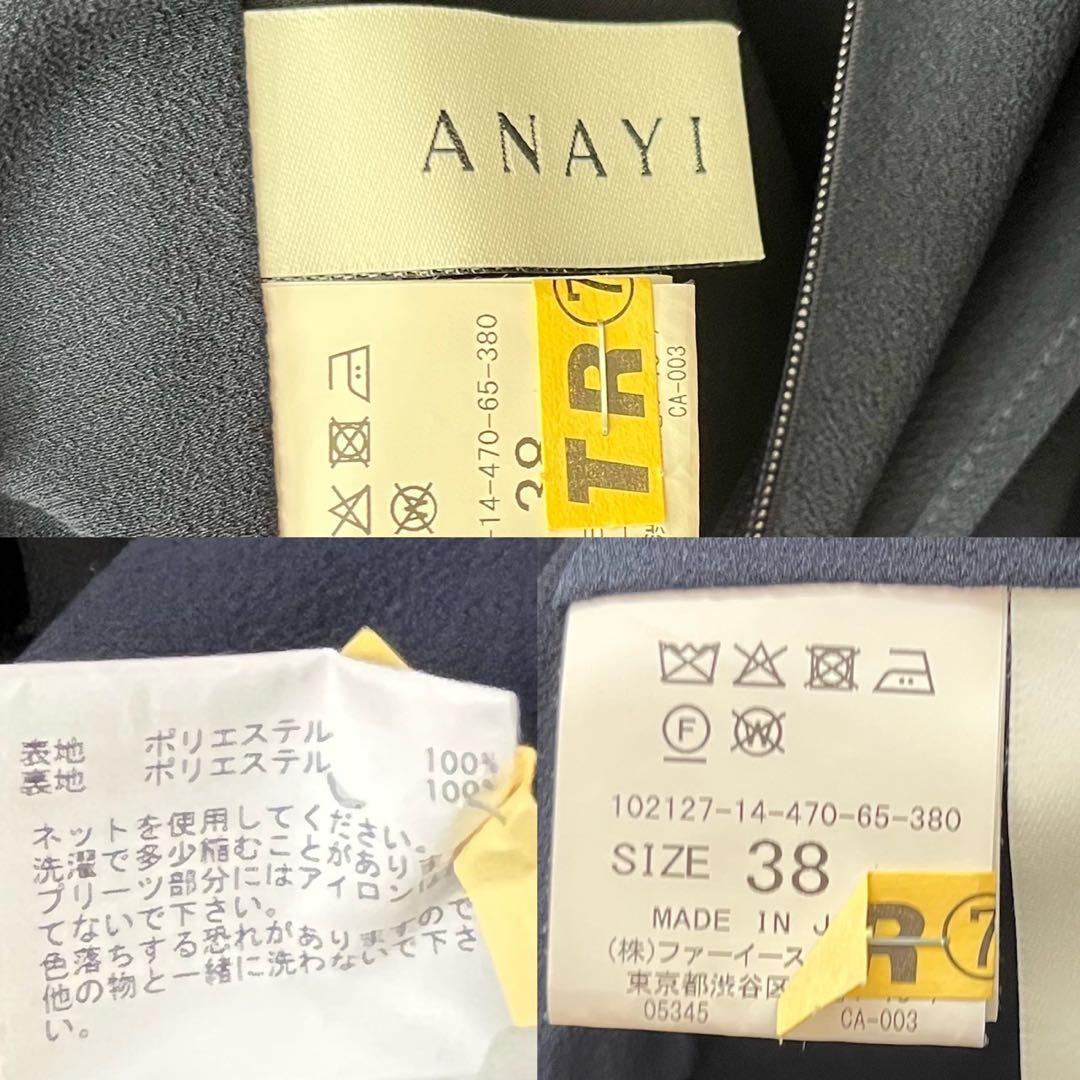 ANAYI
14-470-65-380
38
TR⑦
CA-003
表地 ポリエステル 100%
裏地 ポリエステル 100%
ネットを使用してください。
洗濯で多少縮むことがあり
プリーツ部分にはアイロン
てないで下さい。
色落ちする恐れがありますので
他の物と一緒に洗わないで下さ
い。
F W
102127-14-470-65-380
SIZE 38
MADE IN J
(株)ファーイース
東京都渋谷区
05345 CA-003
R⑦